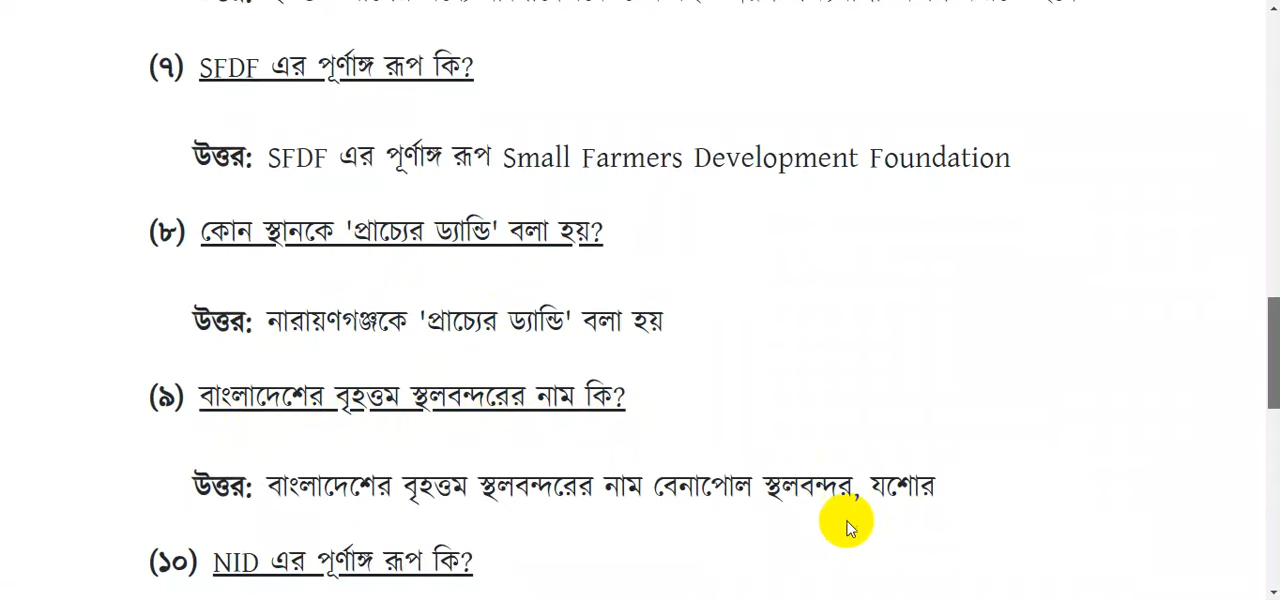 (৭) SFDF এর পূর্ণাঙ্গ রূপ কি?
উত্তর: SFDF এর পূর্ণাঙ্গ রূপ Small Farmers Development Foundation
(৮) কোন স্থানকে 'প্রাচ্যের ড্যান্ডি' বলা হয়?
উত্তর: নারায়ণগঞ্জকে 'প্রাচ্যের ড্যান্ডি' বলা হয়
(৯) বাংলাদেশের বৃহত্তম স্থলবন্দরের নাম কি?
উত্তর: বাংলাদেশের বৃহত্তম স্থলবন্দরের নাম বেনাপোল স্থলবন্দর, যশোর
(১০) NID এর পূর্ণাঙ্গ রূপ কি?